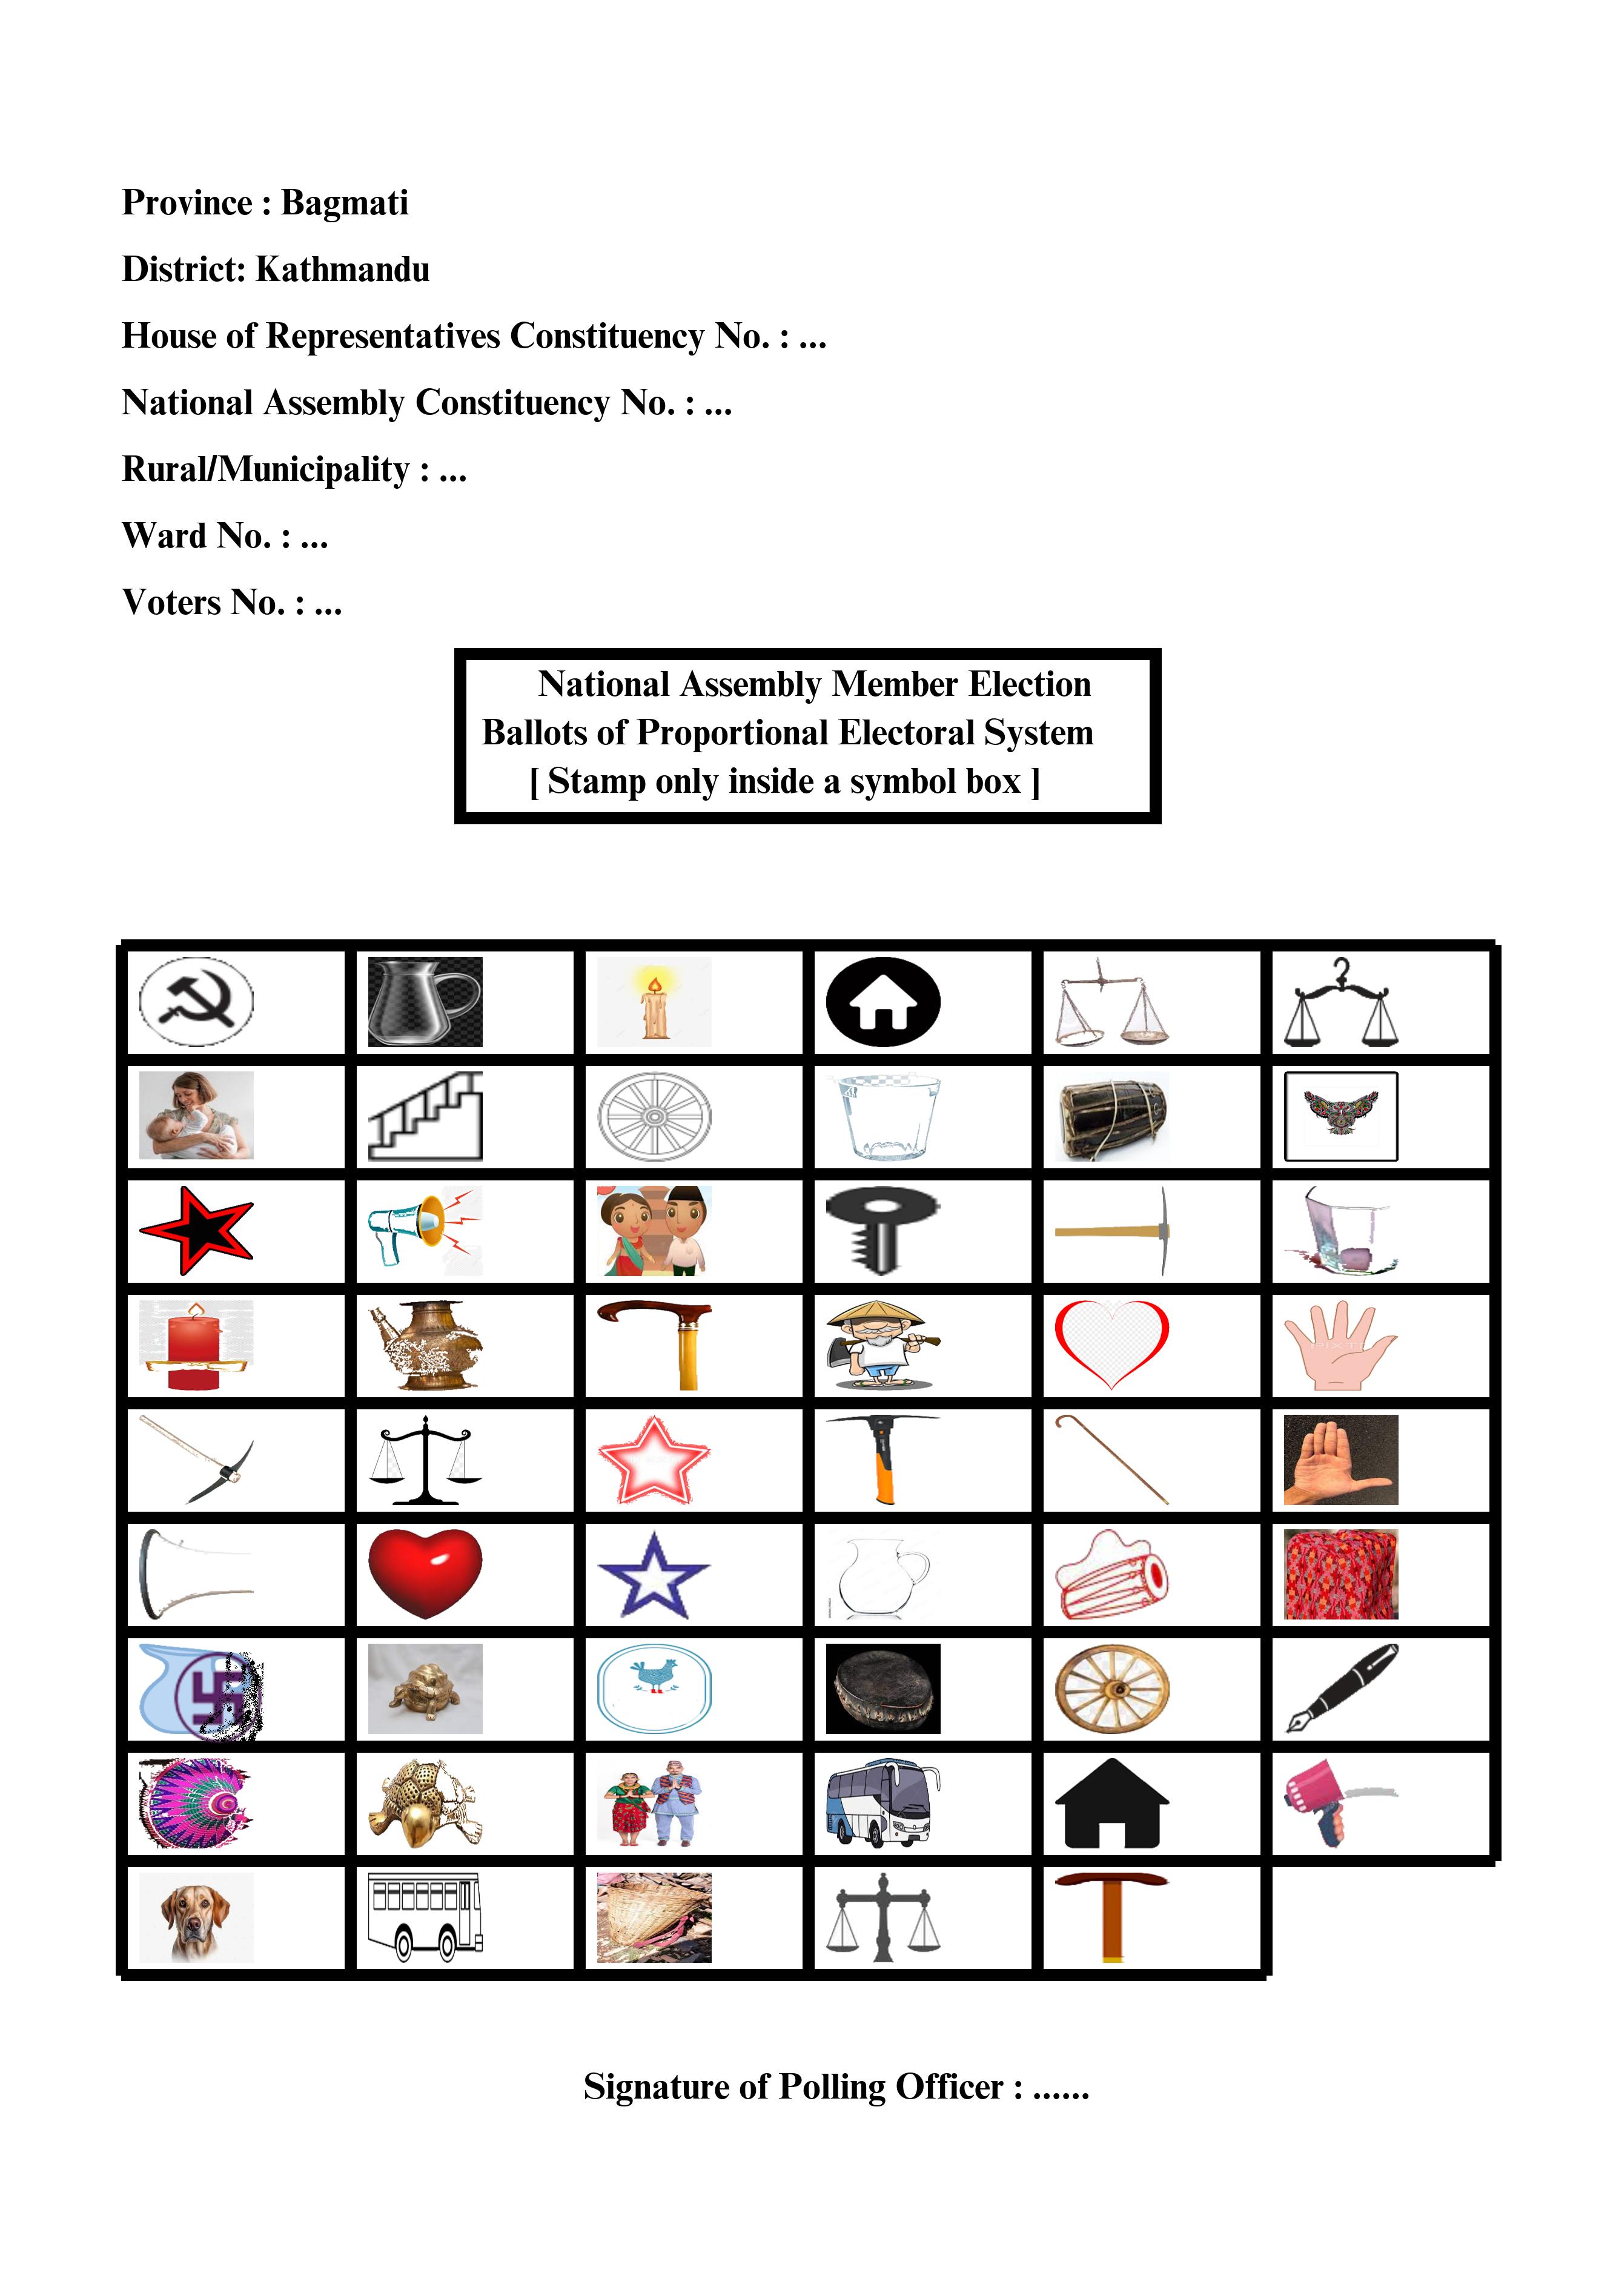 Province : Bagmati
District: Kathmandu
House of Representatives Constituency No. : ...
National Assembly Constituency No. : ...
Rural/Municipality : ...
Ward No. : ...
Voters No. : ...
National Assembly Member Election
Ballots of Proportional Electoral System
[ Stamp only inside a symbol box ]
Signature of Polling Officer : ......